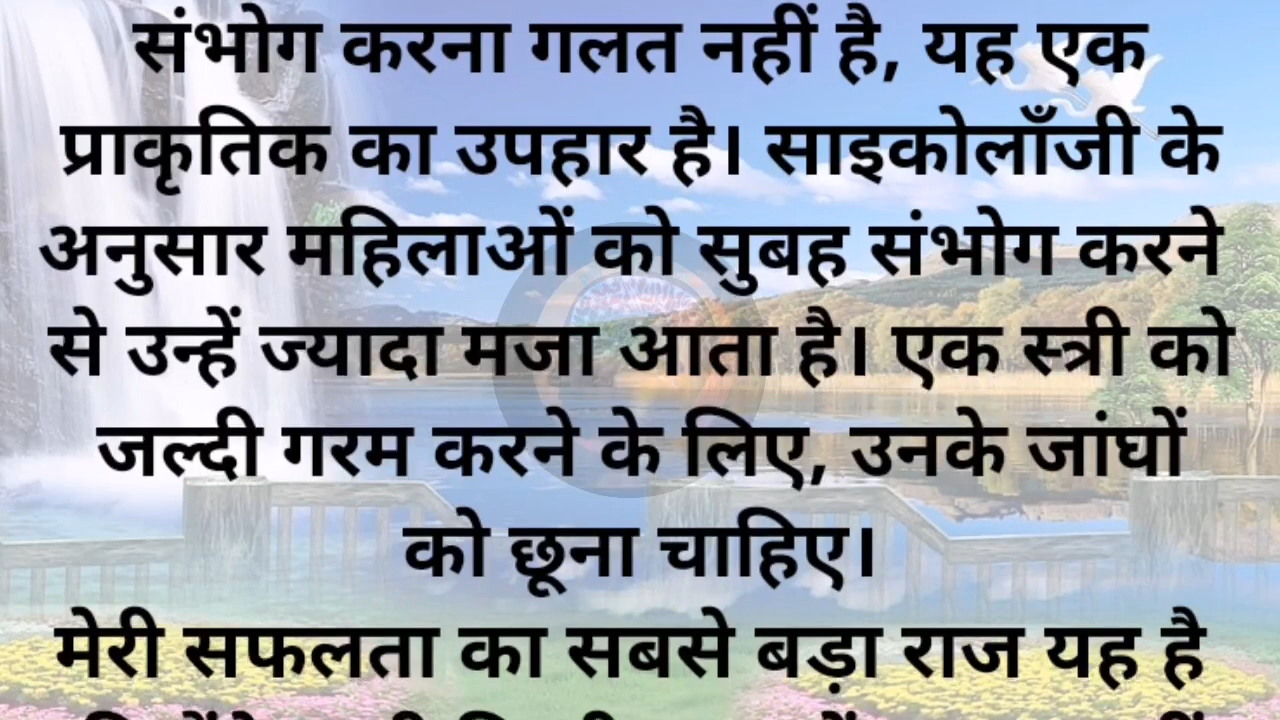 संभोग करना गलत नहीं है, यह एक
प्राकृतिक का उपहार है। साइकोलॉंजी के
अनुसार महिलाओं को सुबह संभोग करने
से उन्हें ज्यादा मजा आता है। एक स्त्री को
जल्दी गरम करने के लिए, उनके जांघों
को छूना चाहिए।
मेरी सफलता का सबसे बड़ा राज यह है